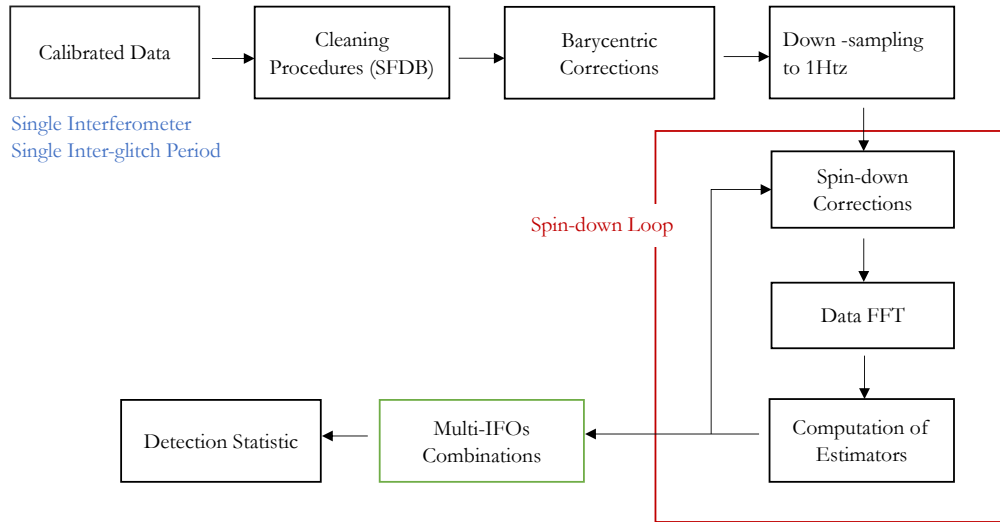 Calibrated Data
Cleaning
Procedures (SFDB)
Barycentric
Corrections
Down -sampling
to 1Htz
Single Interferometer
Single Inter-glitch Period
Spin-down
Corrections
Spin-down Loop
Data FFT
Detection Statistic
Multi-IFOs
Combinations
Computation of
Estimators